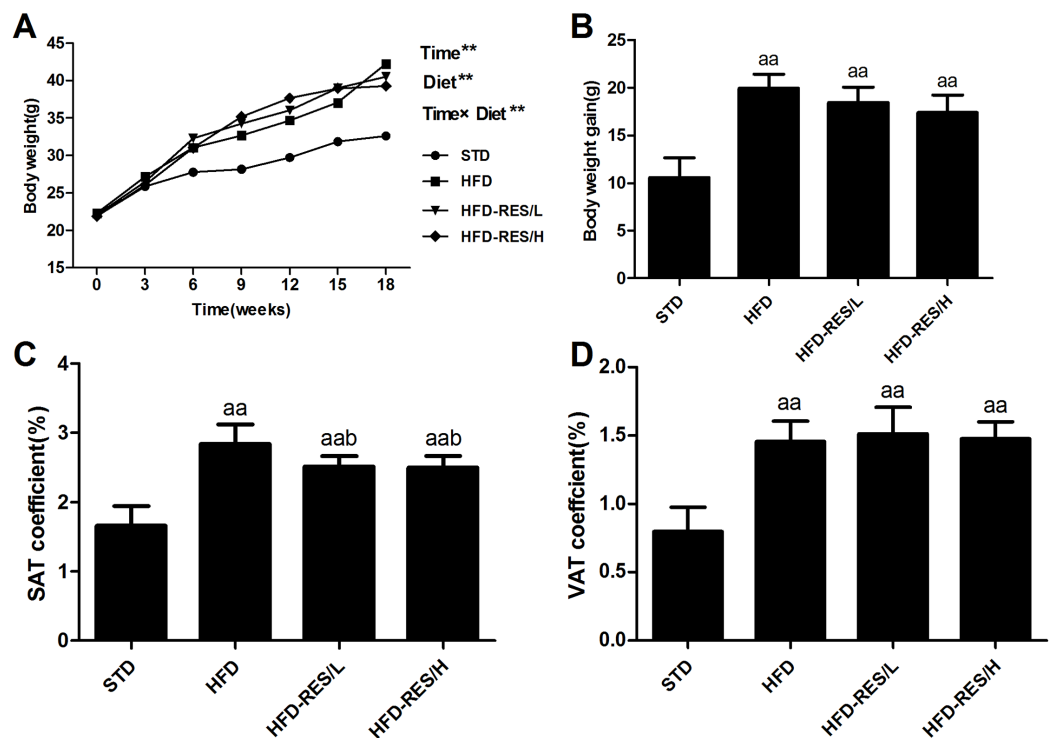 A
Body weight(g)
45
40
35
30
25
20
15
0 3 6 9 12 15 18
Time(weeks)
Time**
Diet**
Time× Diet**
STD
HFD
HFD-RES/L
HFD-RES/H
B
Body weight gain(g)
25
20
15
10
5
0
aa aa aa
STD HFD HFD-RES/L HFD-RES/H
C
SAT coefficient(%)
4
3
2
1
0
aa aab aab
STD HFD HFD-RES/L HFD-RES/H
D
VAT coeffcient(%)
2.0
1.5
1.0
0.5
0.0
aa aa aa
STD HFD HFD-RES/L HFD-RES/H